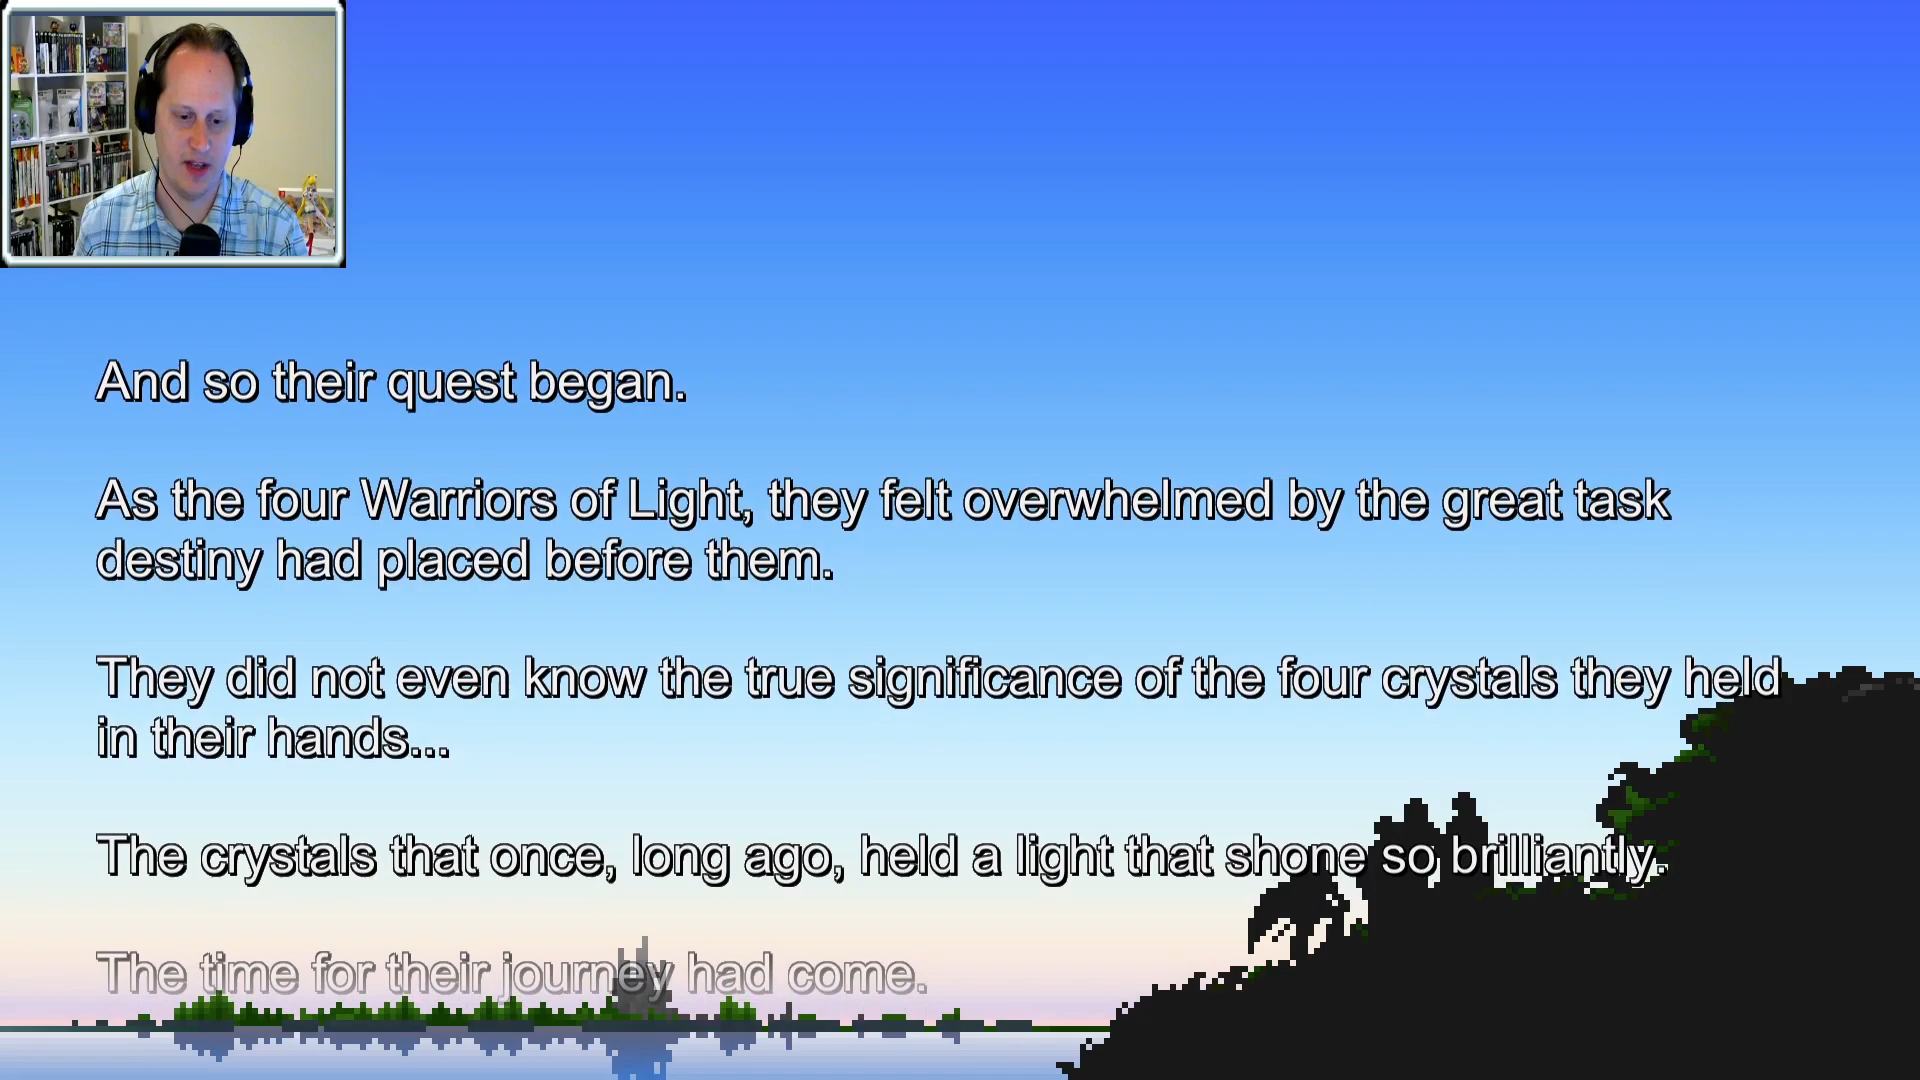 And so their quest began.
As the four Warriors of Light, they felt overwhelmed by the great task
destiny had placed before them.
They did not even know the true significance of the four crystals they held
in their hands...
The crystals that once, long ago, held a light that shone so brilliantly.
The time for their journey had come.